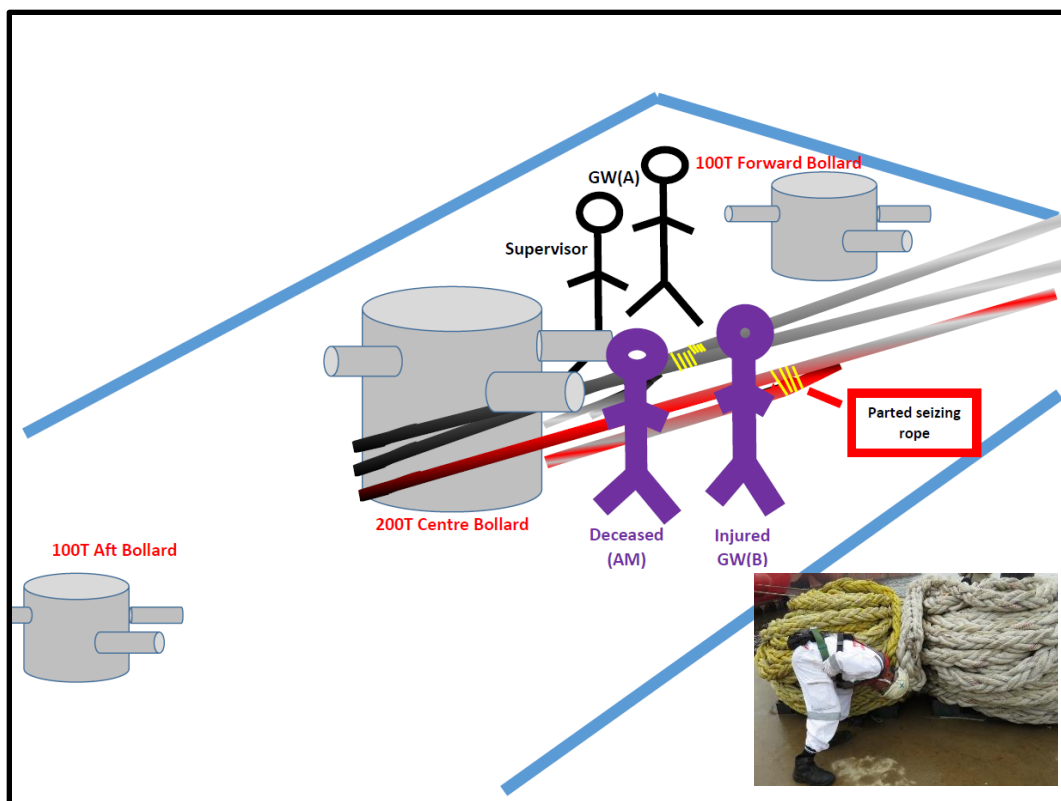 GW(A)
100T Forward Bollard
Supervisor
Parted seizing
rope
200T Centre Bollard
Deceased
(AM)
Injured
GW(B)
100T Aft Bollard